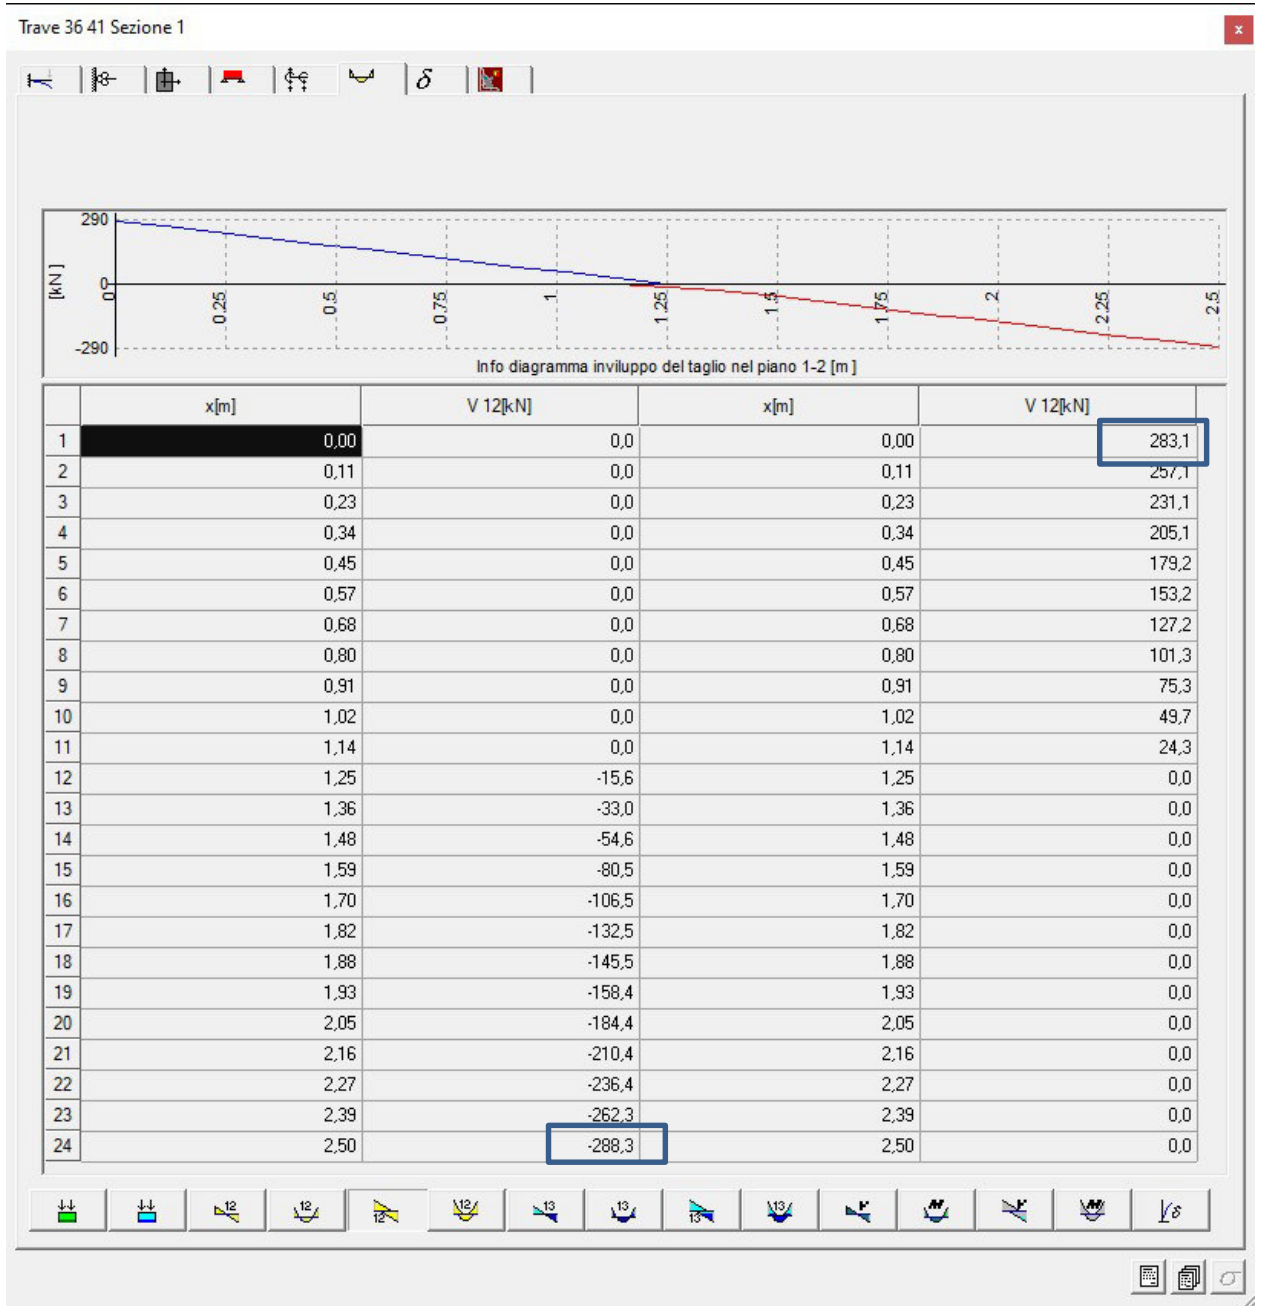 Trave 36 41 Sezione 1
x
δ
290
0
-290
[kN]
0 0.25 0.5 0.75 1 1.25 1.5 1.75 2 2.25 2.5
Info diagramma inviluppo del taglio nel piano 1-2 [m]
x[m] V 12[kN] x[m] V 12[kN]
1 0,00 0,0 0,00 283,1
2 0,11 0,0 0,11 257,1
3 0,23 0,0 0,23 231,1
4 0,34 0,0 0,34 205,1
5 0,45 0,0 0,45 179,2
6 0,57 0,0 0,57 153,2
7 0,68 0,0 0,68 127,2
8 0,80 0,0 0,80 101,3
9 0,91 0,0 0,91 75,3
10 1,02 0,0 1,02 49,7
11 1,14 0,0 1,14 24,3
12 1,25 -15,6 1,25 0,0
13 1,36 -33,0 1,36 0,0
14 1,48 -54,6 1,48 0,0
15 1,59 -80,5 1,59 0,0
16 1,70 -106,5 1,70 0,0
17 1,82 -132,5 1,82 0,0
18 1,88 -145,5 1,88 0,0
19 1,93 -158,4 1,93 0,0
20 2,05 -184,4 2,05 0,0
21 2,16 -210,4 2,16 0,0
22 2,27 -236,4 2,27 0,0
23 2,39 -262,3 2,39 0,0
24 2,50 -288,3 2,50 0,0
12 12 12 12 13 13 13 13 δ
σ